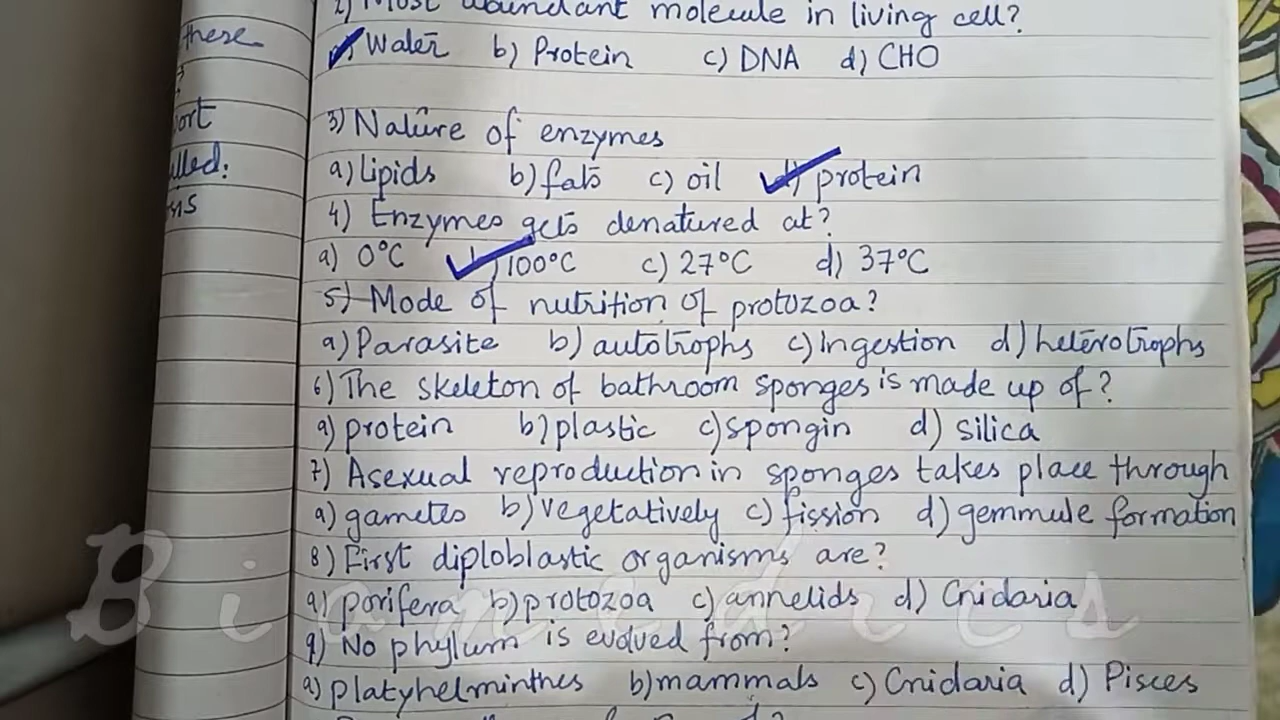 2) Most abundant molecule in living cell?
these
Water b) Protein c) DNA d) CHO
3) Nature of enzymes
a) Lipids b) fats c) oil d) protein
4) Enzymes gets denatured at?
a) 0°C b) 100°C c) 27°C d) 37°C
5) Mode of nutrition of protozoa?
a) Parasite b) autotrophs c) Ingestion d) heterotrophs
6) The skeleton of bathroom sponges is made up of?
a) protein b) plastic c) spongin d) silica
7) Asexual reproduction in sponges takes place through
a) gametes b) vegetatively c) fission d) gemmule formation
8) First diploblastic organisms are?
a) porifera b) protozoa c) annelids d) Cnidaria
9) No phylum is evolved from?
a) platyhelminthes b) mammals c) Cnidaria d) Pisces
Biomedics